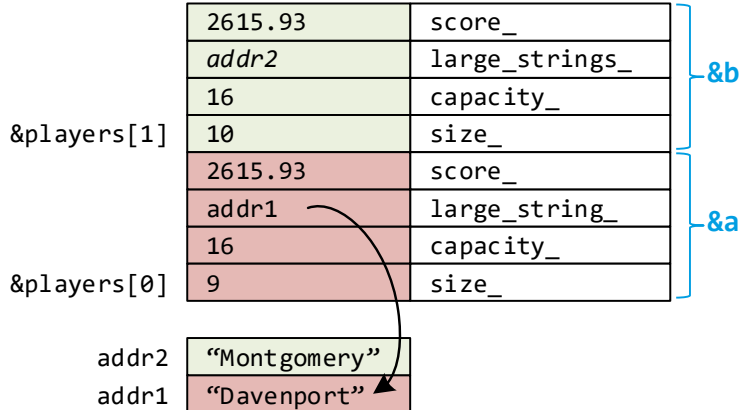 2615.93 score_
addr2 large_strings_
&b
16 capacity_
&players[1] 10 size_
2615.93 score_
addr1 large_string_
&a
16 capacity_
&players[0] 9 size_
addr2 “Montgomery”
addr1 “Davenport”